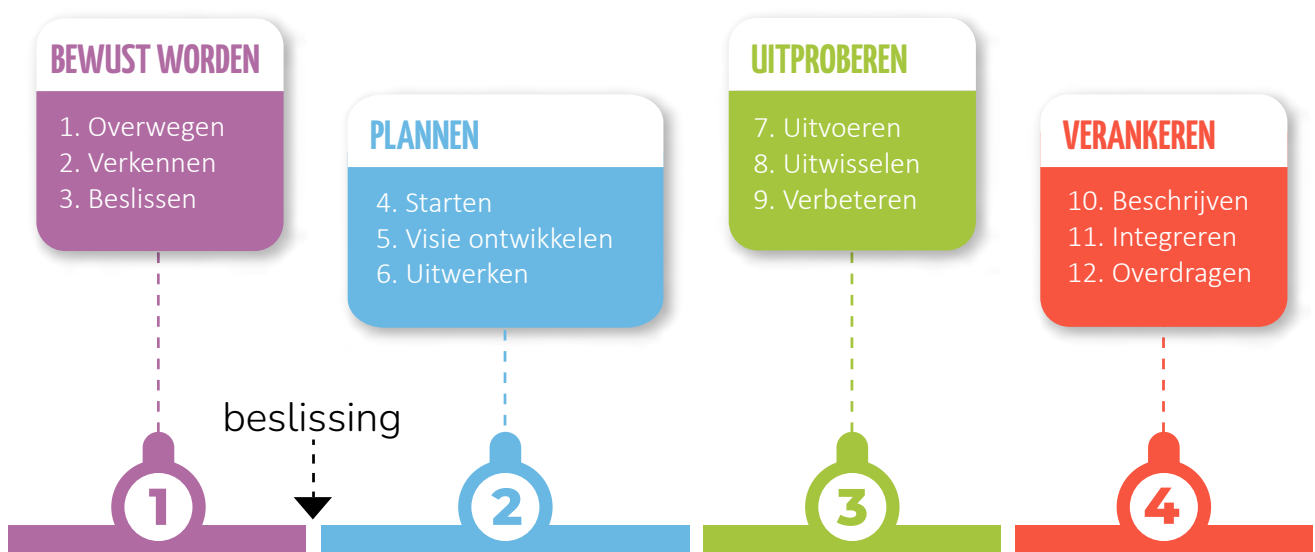 BEWUST WORDEN
1. Overwegen
2. Verkennen
3. Beslissen
PLANNEN
4. Starten
5. Visie ontwikkelen
6. Uitwerken
UITPROBEREN
7. Uitvoeren
8. Uitwisselen
9. Verbeteren
VERANKEREN
10. Beschrijven
11. Integreren
12. Overdragen
beslissing
1
2
3
4